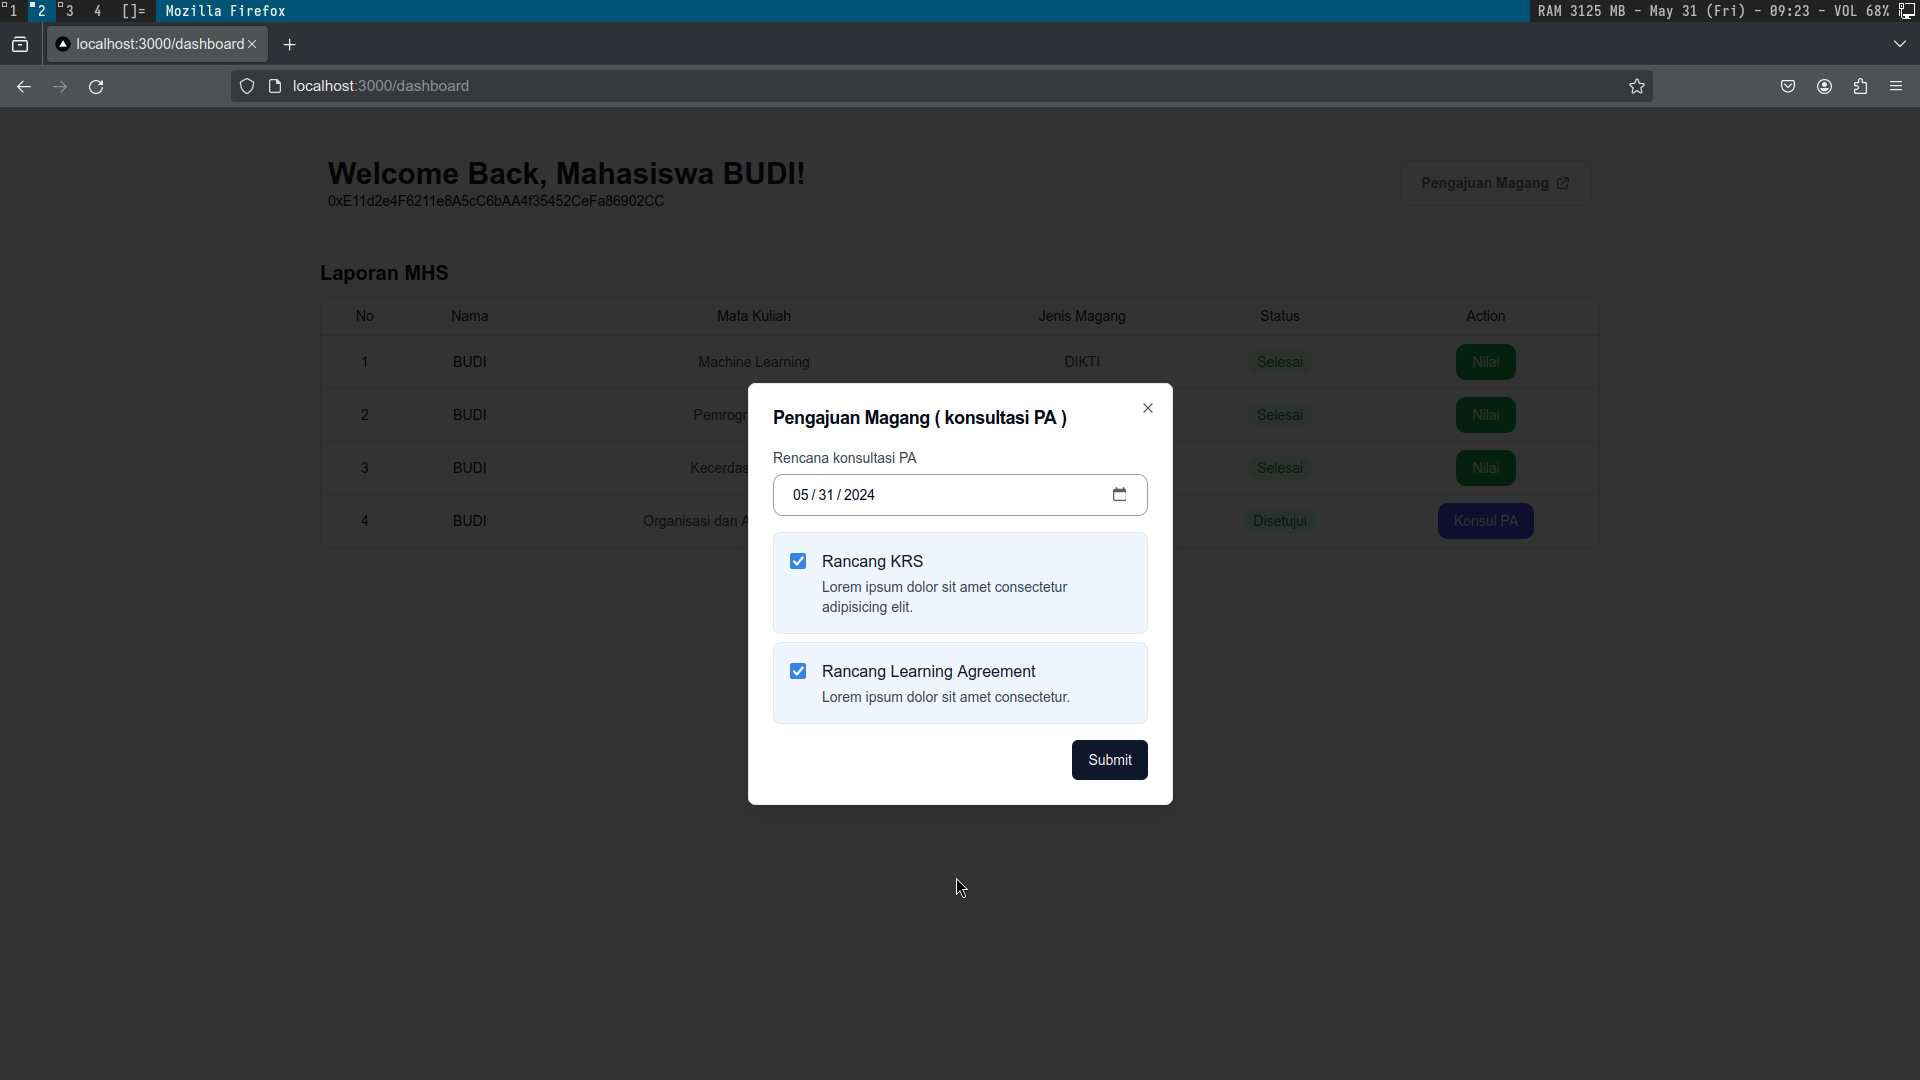 1 2 3 4 []= Mozilla Firefox RAM 3125 MB - May 31 (Fri) - 09:23 - VOL 68%
localhost:3000/dashboard
localhost:3000/dashboard
Welcome Back, Mahasiswa BUDI!
0xE11d2e4F6211e8A5cC6bAA4f35452CeFa86902CC
Pengajuan Magang
Laporan MHS
No Nama Mata Kuliah Jenis Magang Status Action
1 BUDI Machine Learning DIKTI Selesai Nilai
2 BUDI Pemrogr Selesai Nilai
3 BUDI Kecerdas Selesai Nilai
4 BUDI Organisasi dan A Disetujui Konsul PA
Pengajuan Magang ( konsultasi PA )
Rencana konsultasi PA
05 / 31 / 2024
Rancang KRS
Lorem ipsum dolor sit amet consectetur
adipisicing elit.
Rancang Learning Agreement
Lorem ipsum dolor sit amet consectetur.
Submit